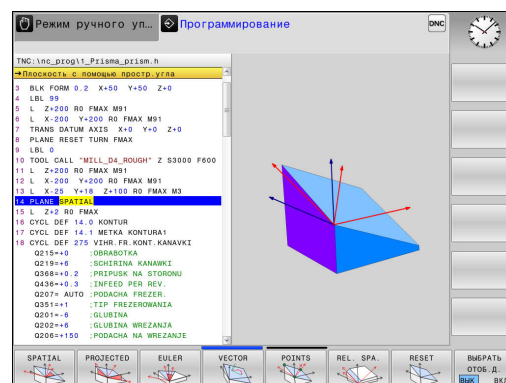 Режим ручного уп…
Программирование
DNC
TNC:\nc_prog\1_Prisma_prism.h
→Плоскость с помощью простр.угла
3 BLK FORM 0.2 X+50 Y+50 Z+0
4 LBL 99
5 L Z+200 R0 FMAX M91
6 L X-200 Y+200 R0 FMAX M91
7 TRANS DATUM AXIS X+0 Y+0 Z+0
8 PLANE RESET TURN FMAX
9 LBL 0
10 TOOL CALL "MILL_D4_ROUGH" Z S3000 F600
11 L Z+200 R0 FMAX M91
12 L X-200 Y+200 R0 FMAX M91
13 L X-25 Y+18 Z+100 R0 FMAX M3
14 PLANE SPATIAL
15 L Z+2 R0 FMAX
16 CYCL DEF 14.0 KONTUR
17 CYCL DEF 14.1 METKA KONTURA1
18 CYCL DEF 275 VIHR.FR.KONT.KANAVKI
Q215=+0 ;OBRABOTKA
Q219=+6 ;SCHIRINA KANAWKI
Q368=+0.2 ;PRIPUSK NA STORONU
Q436=+0.3 ;INFEED PER REV.
Q207= AUTO ;PODACHA FREZER.
Q351=+1 ;TIP FREZEROWANIA
Q201=-6 ;GLUBINA
Q202=+6 ;GLUBINA WREZANJA
Q206=+150 ;PODACHA NA WREZANJE
SPATIAL
PROJECTED
EULER
VECTOR
POINTS
REL. SPA.
RESET
ВЫБРАТЬ
ОТОБ.Д.
ВЫК ВКЛ